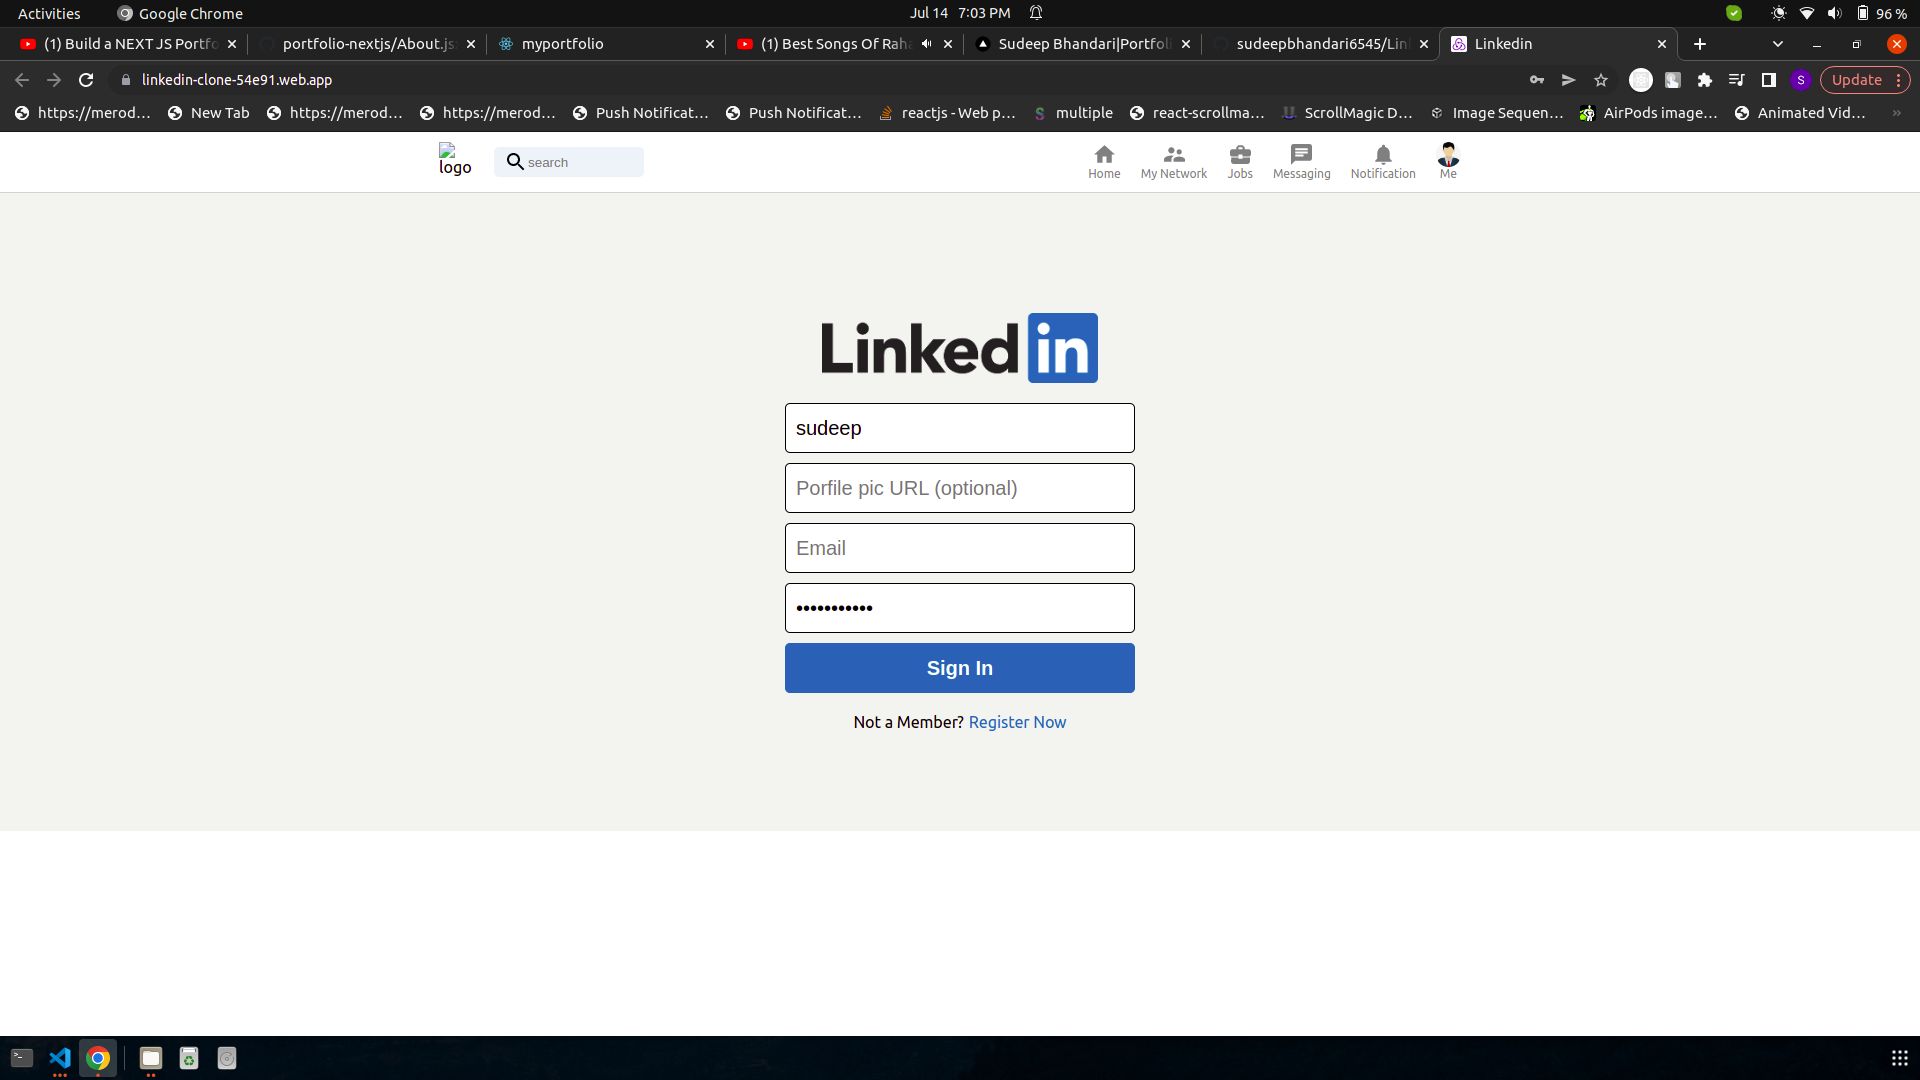 Activities Google Chrome Jul 14 7:03 PM 96 %
(1) Build a NEXT JS Portfo portfolio-nextjs/About.js myportfolio (1) Best Songs Of Raha Sudeep Bhandari|Portfoli sudeepbhandari6545/Lin Linkedin
linkedin-clone-54e91.web.app S Update
https://merod... New Tab https://merod... https://merod... Push Notificat... Push Notificat... reactjs - Web p... multiple react-scrollma... ScrollMagic D... Image Sequen... AirPods image... Animated Vid... »
logo search Home My Network Jobs Messaging Notification Me
Linked in
sudeep
Porfile pic URL (optional)
Email
•••••••••••
Sign In
Not a Member? Register Now